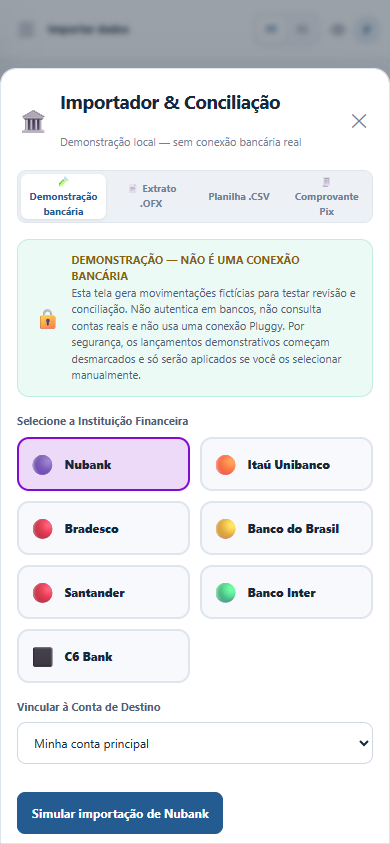 Importar dados
Importador & Conciliação
Demonstração local — sem conexão bancária real
Demonstração
bancária
Extrato
.OFX
Planilha .CSV
Comprovante
Pix
DEMONSTRAÇÃO — NÃO É UMA CONEXÃO
BANCÁRIA
Esta tela gera movimentações fictícias para testar revisão e
conciliação. Não autentica em bancos, não consulta
contas reais e não usa uma conexão Pluggy. Por
segurança, os lançamentos demonstrativos começam
desmarcados e só serão aplicados se você os selecionar
manualmente.
Selecione a Instituição Financeira
Nubank
Itaú Unibanco
Bradesco
Banco do Brasil
Santander
Banco Inter
C6 Bank
Vincular à Conta de Destino
Minha conta principal
Simular importação de Nubank